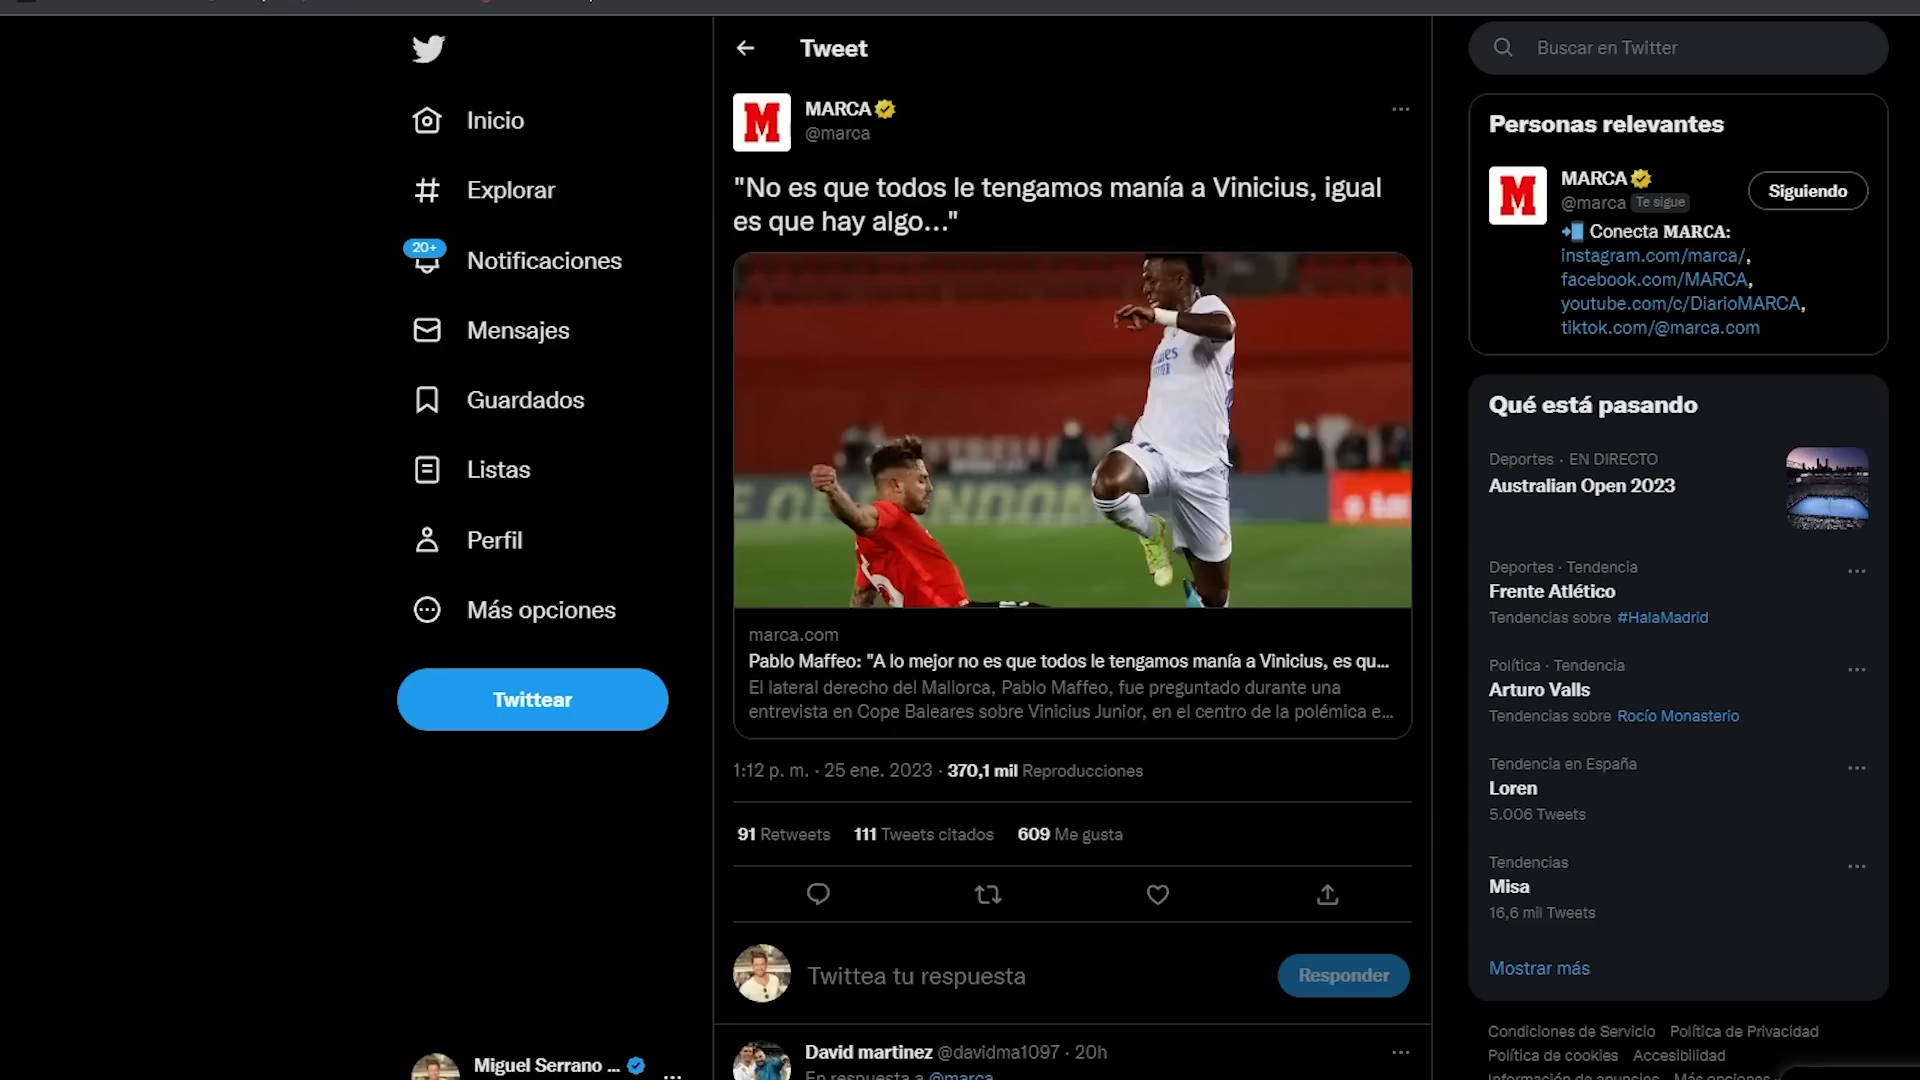 Tweet
Buscar en Twitter
Inicio
Explorar
20+
Notificaciones
Mensajes
Guardados
Listas
Perfil
Más opciones
Twittear
Miguel Serrano ...
M
MARCA
@marca
"No es que todos le tengamos manía a Vinicius, igual
es que hay algo..."
marca.com
Pablo Maffeo: "A lo mejor no es que todos le tengamos manía a Vinicius, es qu...
El lateral derecho del Mallorca, Pablo Maffeo, fue preguntado durante una
entrevista en Cope Baleares sobre Vinicius Junior, en el centro de la polémica e...
1:12 p. m. · 25 ene. 2023 · 370,1 mil Reproducciones
91 Retweets 111 Tweets citados 609 Me gusta
Twittea tu respuesta
Responder
David martinez @davidma1097 · 20h
En respuesta a @marca
Personas relevantes
M
MARCA
@marca Te sigue
Siguiendo
Conecta MARCA:
instagram.com/marca/,
facebook.com/MARCA,
youtube.com/c/DiarioMARCA,
tiktok.com/@marca.com
Qué está pasando
Deportes · EN DIRECTO
Australian Open 2023
Deportes · Tendencia
Frente Atlético
Tendencias sobre #HalaMadrid
Política · Tendencia
Arturo Valls
Tendencias sobre Rocío Monasterio
Tendencia en España
Loren
5.006 Tweets
Tendencias
Misa
16,6 mil Tweets
Mostrar más
Condiciones de Servicio Política de Privacidad
Política de cookies Accesibilidad
Información de anuncios Más opciones